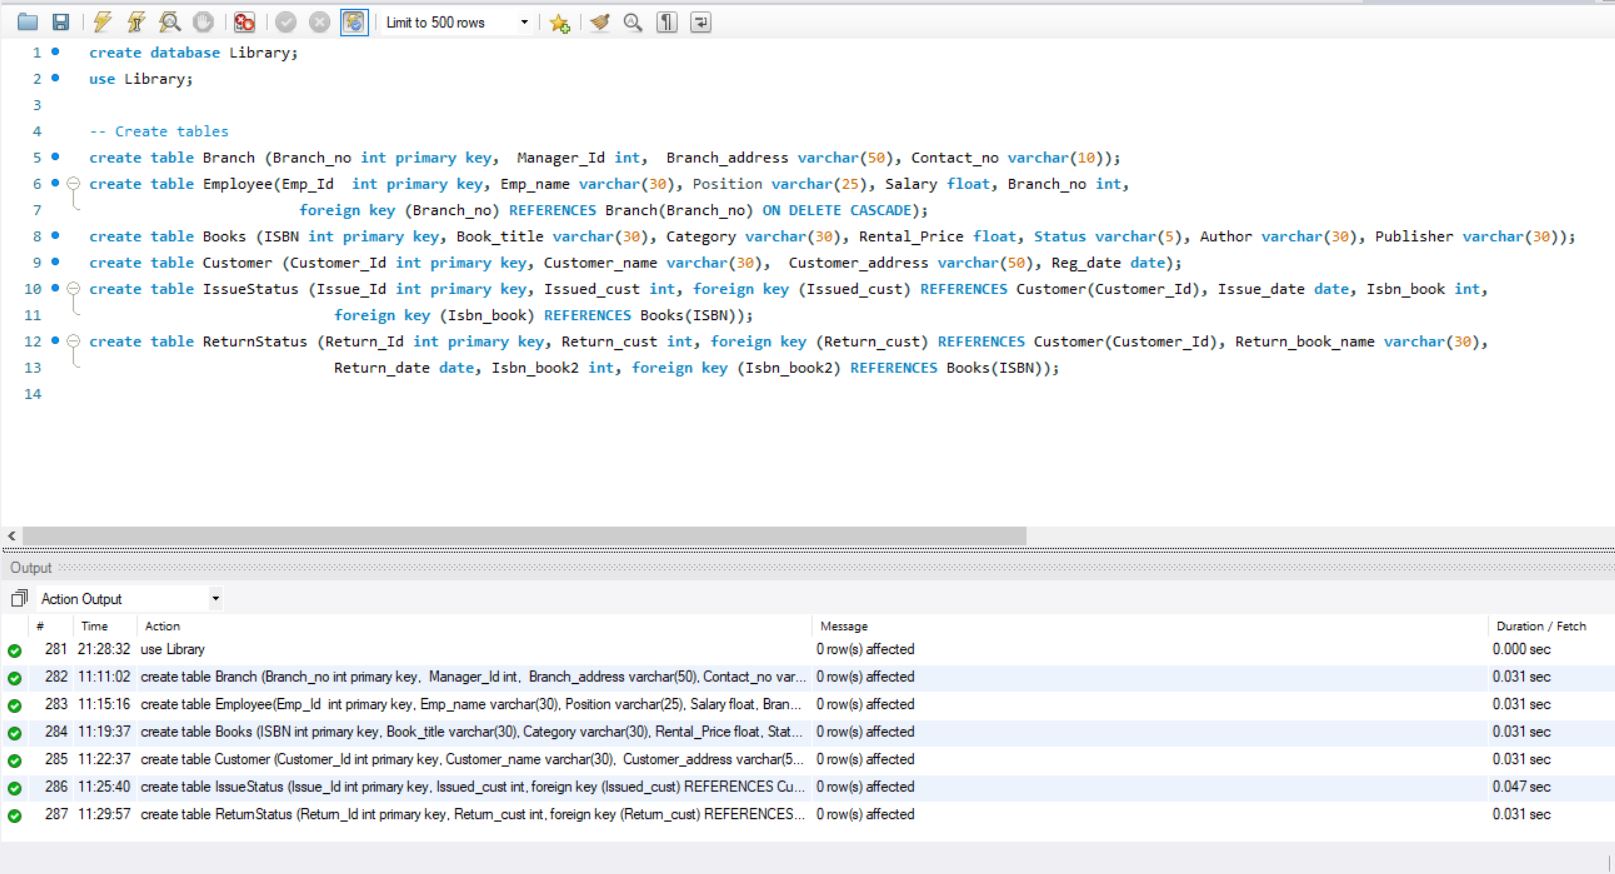 Limit to 500 rows
1 create database Library;
2 use Library;
3
4 -- Create tables
5 create table Branch (Branch_no int primary key,  Manager_Id int,  Branch_address varchar(50), Contact_no varchar(10));
6 create table Employee(Emp_Id  int primary key, Emp_name varchar(30), Position varchar(25), Salary float, Branch_no int,
7 foreign key (Branch_no) REFERENCES Branch(Branch_no) ON DELETE CASCADE);
8 create table Books (ISBN int primary key, Book_title varchar(30), Category varchar(30), Rental_Price float, Status varchar(5), Author varchar(30), Publisher varchar(30));
9 create table Customer (Customer_Id int primary key, Customer_name varchar(30),  Customer_address varchar(50), Reg_date date);
10 create table IssueStatus (Issue_Id int primary key, Issued_cust int, foreign key (Issued_cust) REFERENCES Customer(Customer_Id), Issue_date date, Isbn_book int,
11 foreign key (Isbn_book) REFERENCES Books(ISBN));
12 create table ReturnStatus (Return_Id int primary key, Return_cust int, foreign key (Return_cust) REFERENCES Customer(Customer_Id), Return_book_name varchar(30),
13 Return_date date, Isbn_book2 int, foreign key (Isbn_book2) REFERENCES Books(ISBN));
14
Output
Action Output
# Time Action Message Duration / Fetch
281 21:28:32 use Library 0 row(s) affected 0.000 sec
282 11:11:02 create table Branch (Branch_no int primary key,  Manager_Id int,  Branch_address varchar(50), Contact_no var... 0 row(s) affected 0.031 sec
283 11:15:16 create table Employee(Emp_Id  int primary key, Emp_name varchar(30), Position varchar(25), Salary float, Bran... 0 row(s) affected 0.031 sec
284 11:19:37 create table Books (ISBN int primary key, Book_title varchar(30), Category varchar(30), Rental_Price float, Stat... 0 row(s) affected 0.031 sec
285 11:22:37 create table Customer (Customer_Id int primary key, Customer_name varchar(30),  Customer_address varchar(5... 0 row(s) affected 0.031 sec
286 11:25:40 create table IssueStatus (Issue_Id int primary key, Issued_cust int, foreign key (Issued_cust) REFERENCES Cu... 0 row(s) affected 0.047 sec
287 11:29:57 create table ReturnStatus (Return_Id int primary key, Return_cust int, foreign key (Return_cust) REFERENCES... 0 row(s) affected 0.031 sec